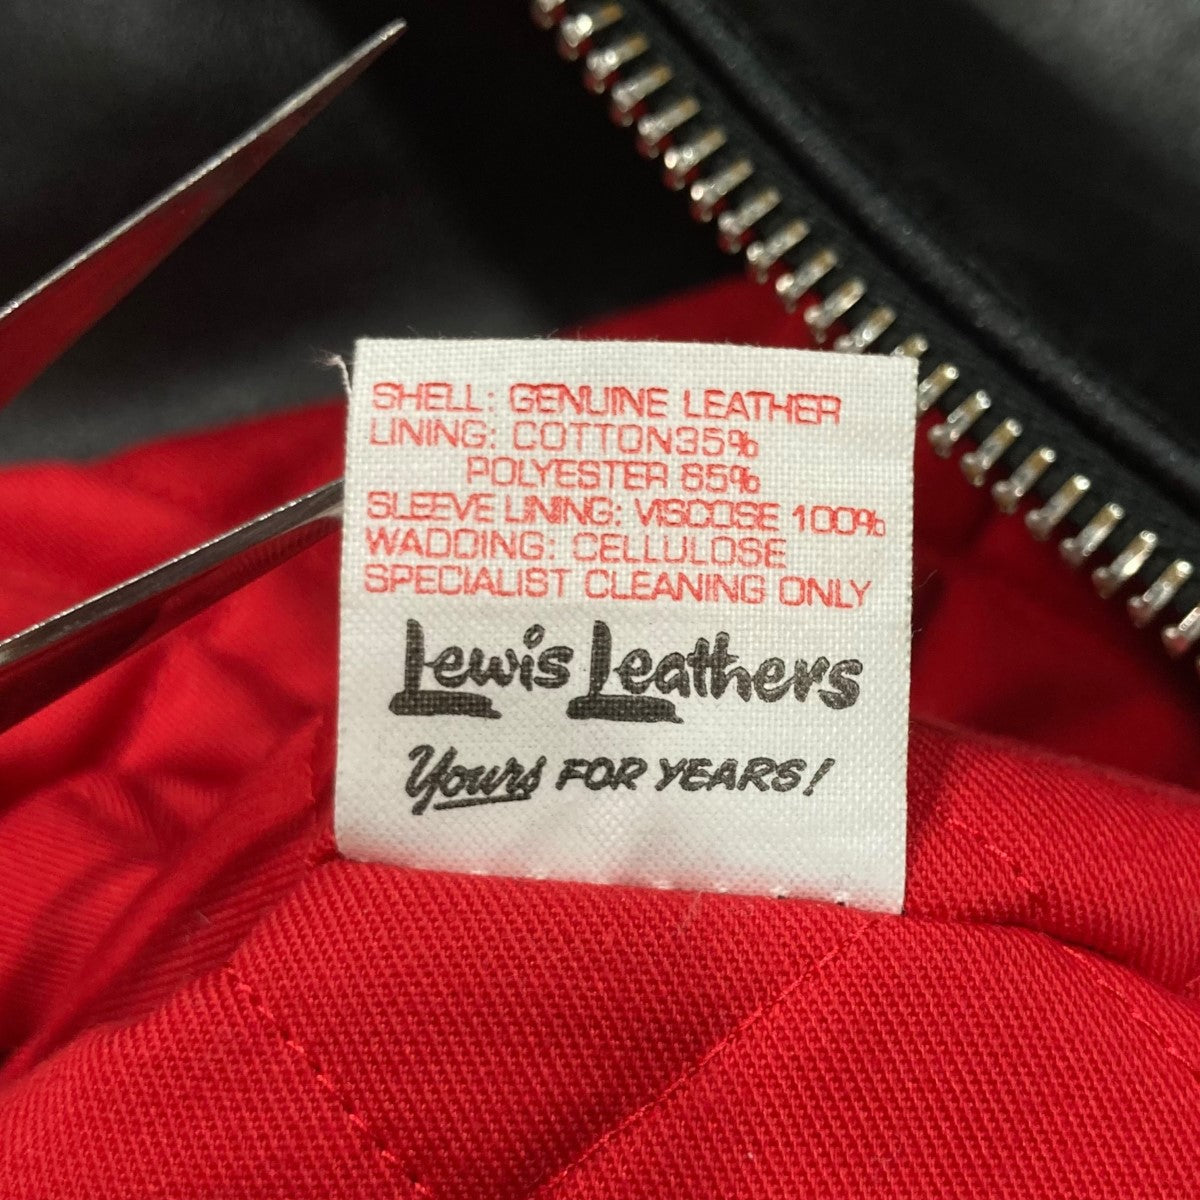 SHELL: GENUINE LEATHER
LINING: COTTON35%
POLYESTER 65%
SLEEVE LINING: VISCOSE 100%
WADDING: CELLULOSE
SPECIALIST CLEANING ONLY
Lewis Leathers
Yours FOR YEARS!